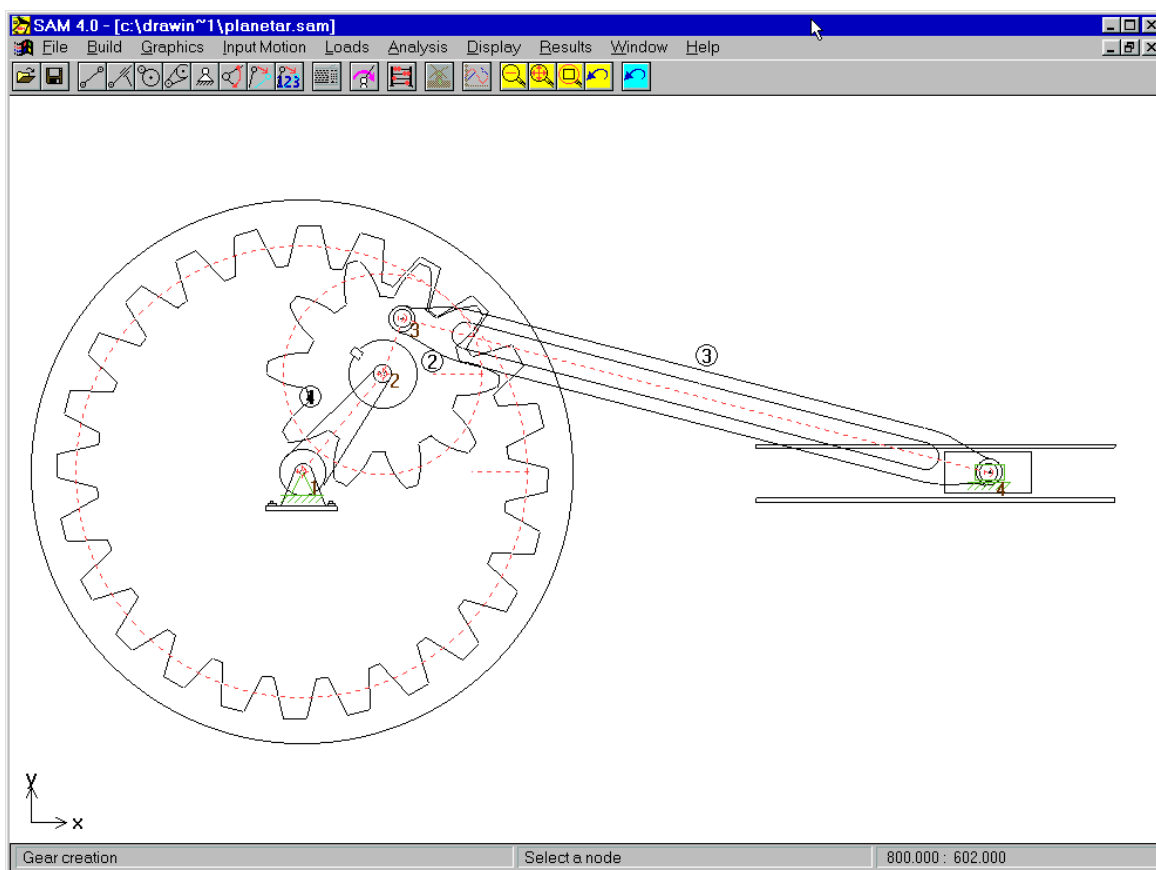 SAM 4.0 - [c:\drawin~1\planetar.sam]
File Build Graphics Input Motion Loads Analysis Display Results Window Help
123
3
3
2
2
1
4
y
x
Gear creation Select a node 800.000 : 602.000